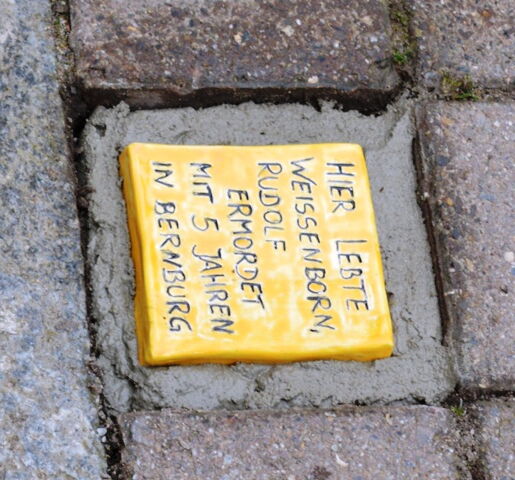 HIER LEBTE
WEISSENBORN,
RUDOLF
ERMORDET
MIT 5 JAHREN
IN BERNBURG